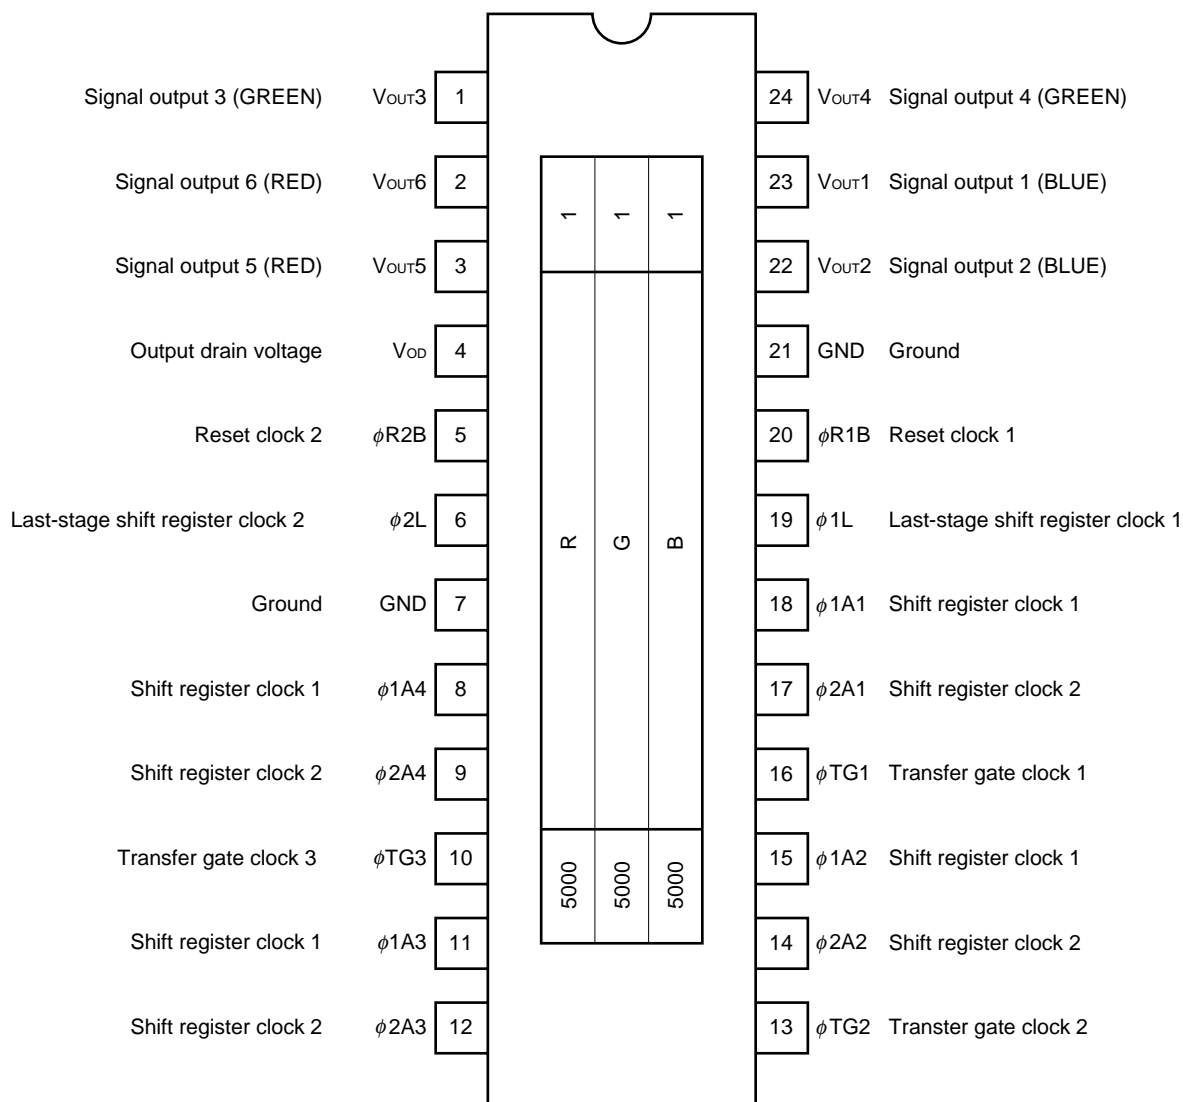 Signal output 3 (GREEN) VOUT3 1 24 VOUT4 Signal output 4 (GREEN)
Signal output 6 (RED) VOUT6 2 23 VOUT1 Signal output 1 (BLUE)
1 1 1
Signal output 5 (RED) VOUT5 3 22 VOUT2 Signal output 2 (BLUE)
Output drain voltage VOD 4 21 GND Ground
Reset clock 2 ϕR2B 5 20 ϕR1B Reset clock 1
Last-stage shift register clock 2 ϕ2L 6 19 ϕ1L Last-stage shift register clock 1
R G B
Ground GND 7 18 ϕ1A1 Shift register clock 1
Shift register clock 1 ϕ1A4 8 17 ϕ2A1 Shift register clock 2
Shift register clock 2 ϕ2A4 9 16 ϕTG1 Transfer gate clock 1
Transfer gate clock 3 ϕTG3 10 15 ϕ1A2 Shift register clock 1
5000 5000 5000
Shift register clock 1 ϕ1A3 11 14 ϕ2A2 Shift register clock 2
Shift register clock 2 ϕ2A3 12 13 ϕTG2 Transter gate clock 2